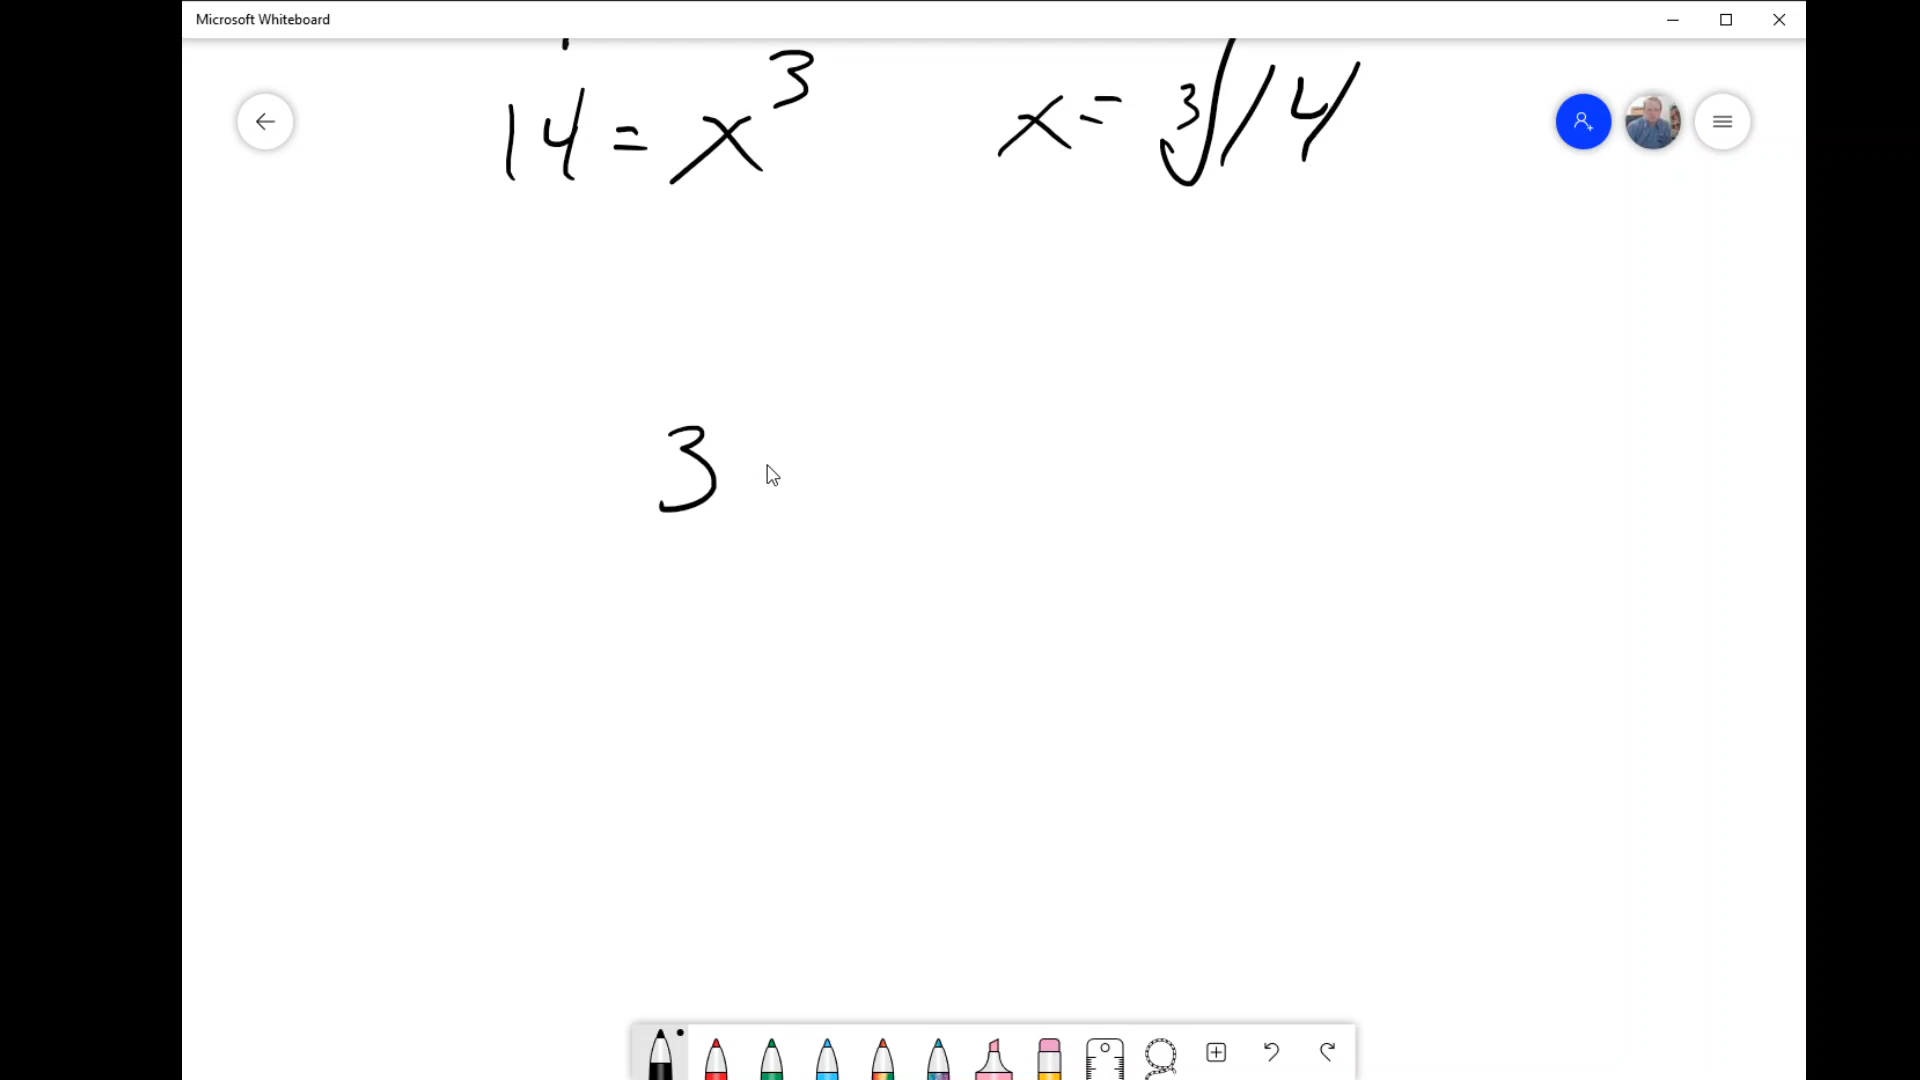 Microsoft Whiteboard
14 = x³ x = ∛14
3